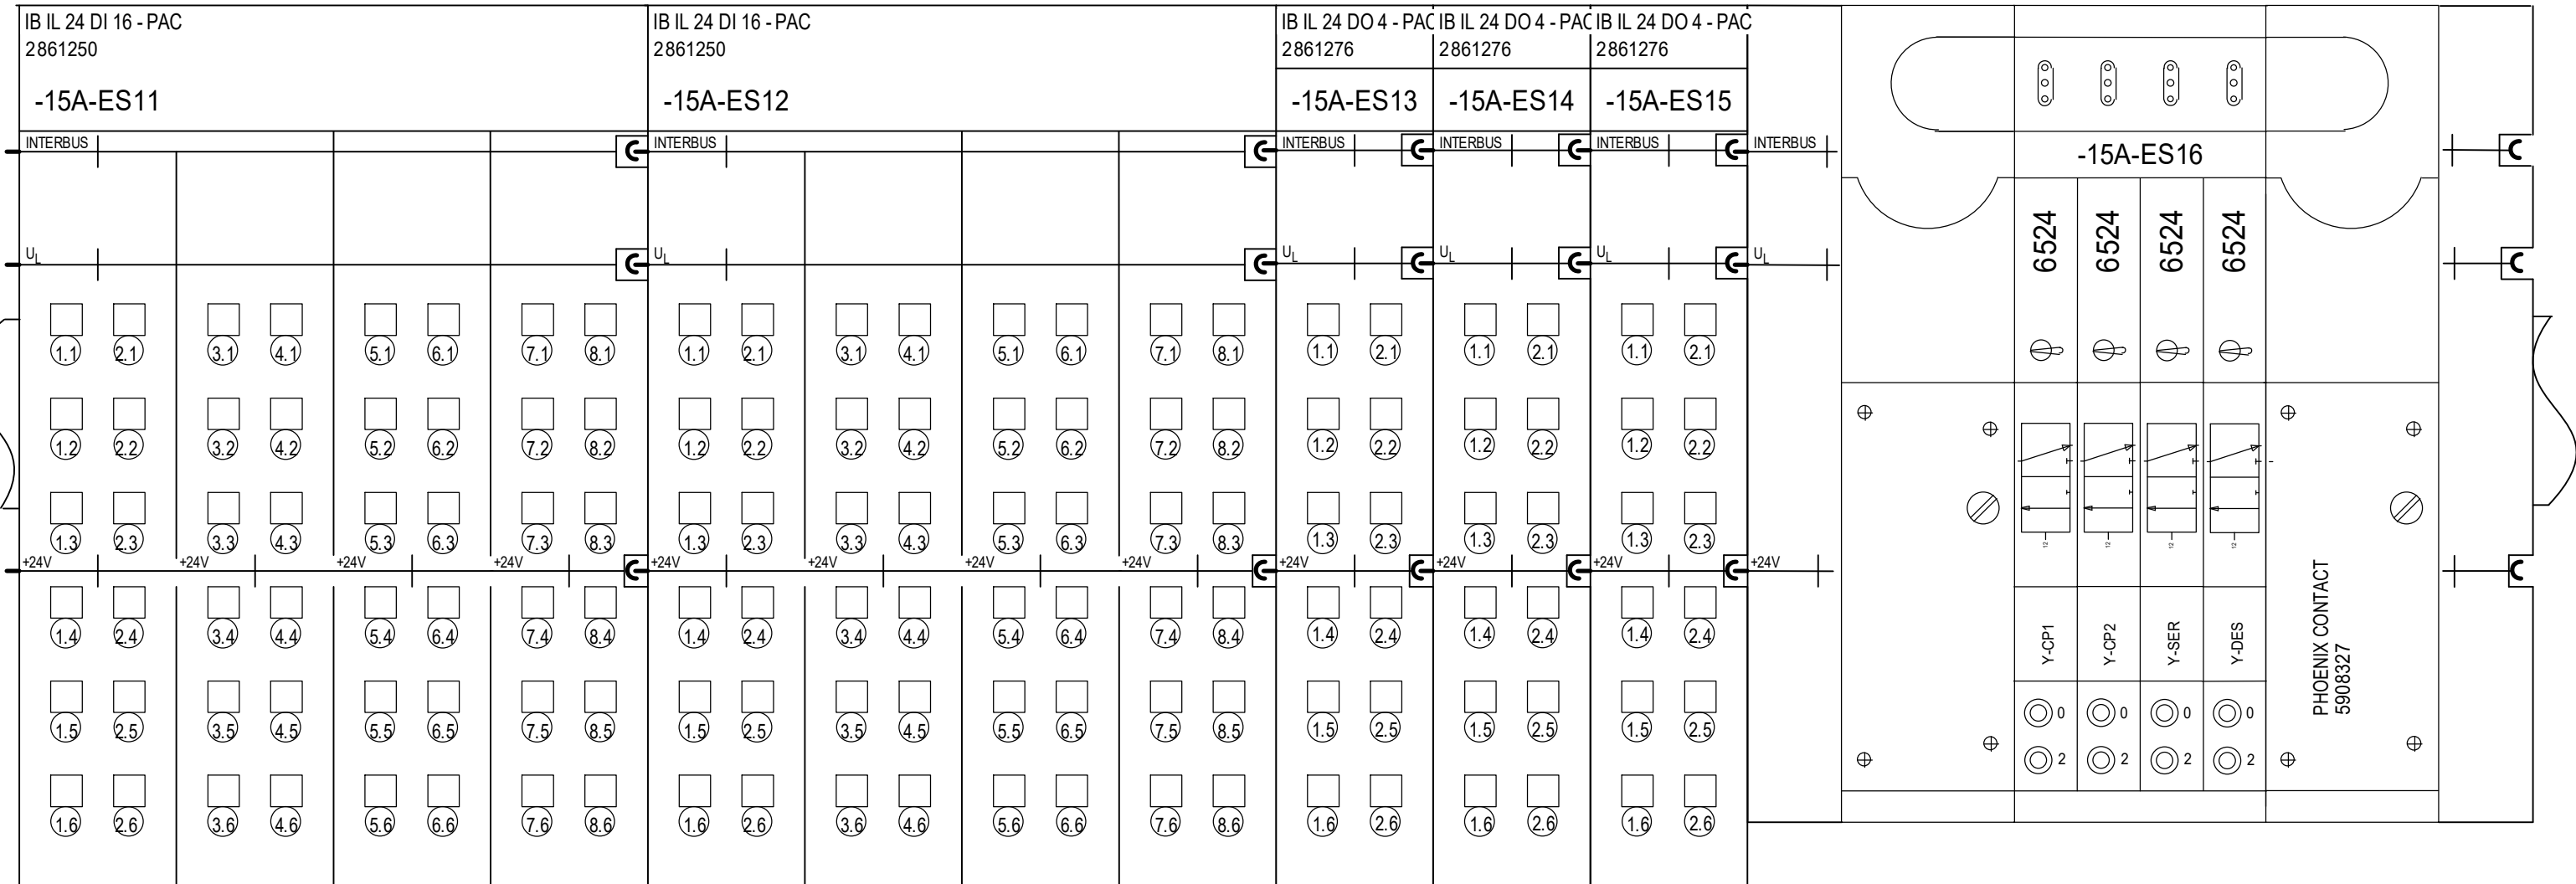 IB IL 24 DI 16 - PAC IB IL 24 DI 16 - PAC IB IL 24 DO 4 - PAC IB IL 24 DO 4 - PAC IB IL 24 DO 4 - PAC
2861250 2861250 2861276 2861276 2861276
-15A-ES11 -15A-ES12 -15A-ES13 -15A-ES14 -15A-ES15
INTERBUS INTERBUS INTERBUS INTERBUS INTERBUS INTERBUS -15A-ES16
UL UL UL UL UL UL 6524 6524 6524 6524
1.1 2.1 3.1 4.1 5.1 6.1 7.1 8.1 1.1 2.1 3.1 4.1 5.1 6.1 7.1 8.1 1.1 2.1 1.1 2.1 1.1 2.1
1.2 2.2 3.2 4.2 5.2 6.2 7.2 8.2 1.2 2.2 3.2 4.2 5.2 6.2 7.2 8.2 1.2 2.2 1.2 2.2 1.2 2.2
1.3 2.3 3.3 4.3 5.3 6.3 7.3 8.3 1.3 2.3 3.3 4.3 5.3 6.3 7.3 8.3 1.3 2.3 1.3 2.3 1.3 2.3
12 12 12 12
+24V +24V +24V +24V +24V +24V +24V +24V +24V +24V +24V +24V
1.4 2.4 3.4 4.4 5.4 6.4 7.4 8.4 1.4 2.4 3.4 4.4 5.4 6.4 7.4 8.4 1.4 2.4 1.4 2.4 1.4 2.4
Y-CP1 Y-CP2 Y-SER Y-DES
PHOENIX CONTACT
5908327
1.5 2.5 3.5 4.5 5.5 6.5 7.5 8.5 1.5 2.5 3.5 4.5 5.5 6.5 7.5 8.5 1.5 2.5 1.5 2.5 1.5 2.5
0 0 0 0
2 2 2 2
1.6 2.6 3.6 4.6 5.6 6.6 7.6 8.6 1.6 2.6 3.6 4.6 5.6 6.6 7.6 8.6 1.6 2.6 1.6 2.6 1.6 2.6